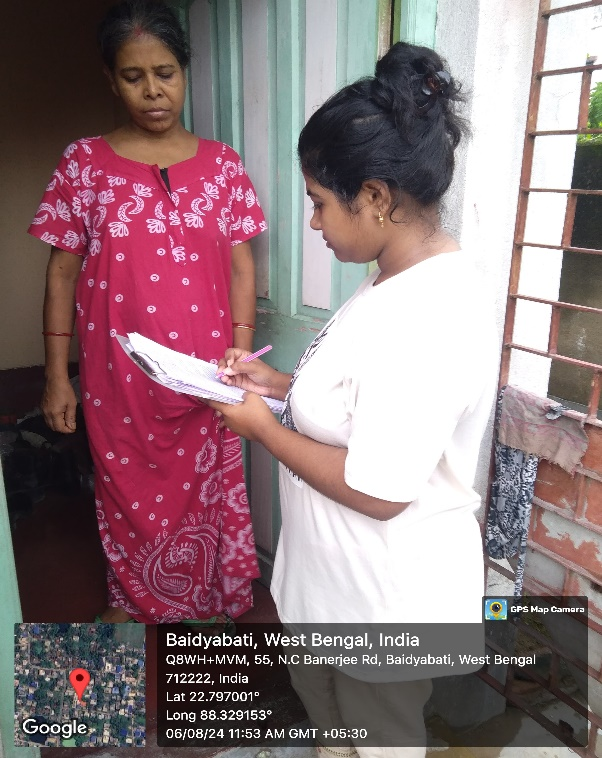 GPS Map Camera
Baidyabati, West Bengal, India
Q8WH+MVM, 55, N.C Banerjee Rd, Baidyabati, West Bengal
712222, India
Lat 22.797001°
Long 88.329153°
06/08/24 11:53 AM GMT +05:30
Google